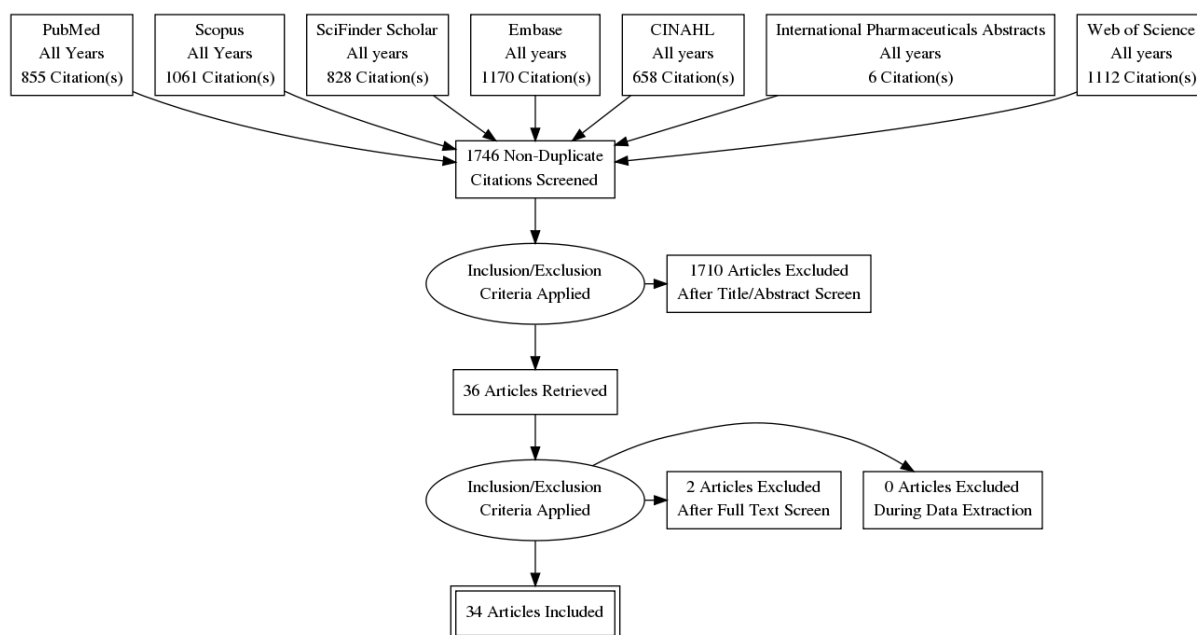 PubMed
All Years
855 Citation(s)
Scopus
All Years
1061 Citation(s)
SciFinder Scholar
All years
828 Citation(s)
Embase
All years
1170 Citation(s)
CINAHL
All years
658 Citation(s)
International Pharmaceuticals Abstracts
All years
6 Citation(s)
Web of Science
All years
1112 Citation(s)
1746 Non-Duplicate
Citations Screened
Inclusion/Exclusion
Criteria Applied
1710 Articles Excluded
After Title/Abstract Screen
36 Articles Retrieved
Inclusion/Exclusion
Criteria Applied
2 Articles Excluded
After Full Text Screen
0 Articles Excluded
During Data Extraction
34 Articles Included